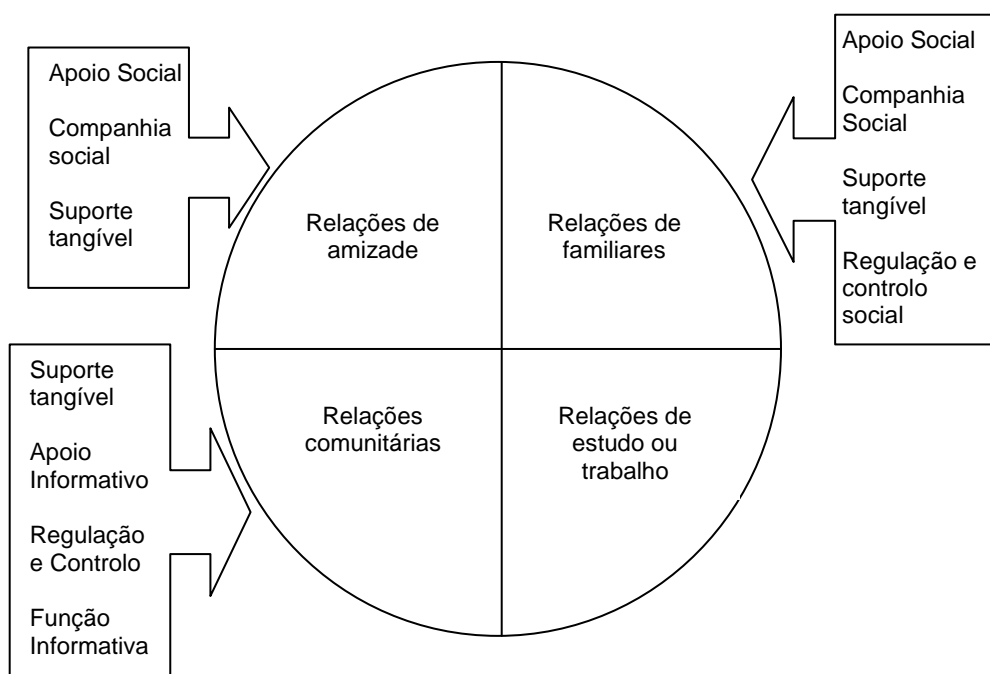 Apoio Social
Companhia
social
Suporte
tangível
Apoio Social
Companhia
Social
Suporte
tangível
Regulação e
controlo
social
Relações de
amizade
Relações de
familiares
Suporte
tangível
Apoio
Informativo
Regulação
e Controlo
Função
Informativa
Relações
comunitárias
Relações de
estudo ou
trabalho